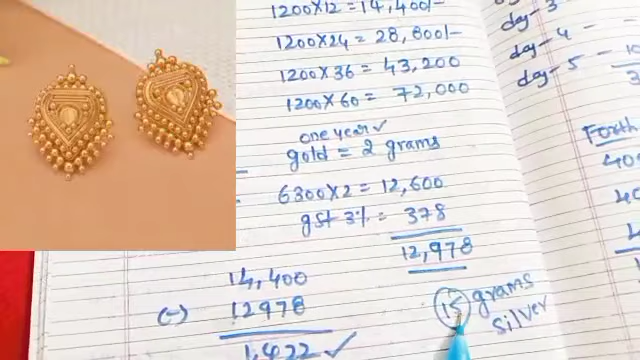 1200×12 = 14,400/-
1200×24 = 28,800/-
1200×36 = 43,200
1200×60 = 72,000
one year ✓
gold = 2 grams
6300×2 = 12,600
gst 3% = 378
12,978
14,400
(-) 12978
1,422 ✓
15 grams
silver
day - 3
day - 4 -
day - 5 -